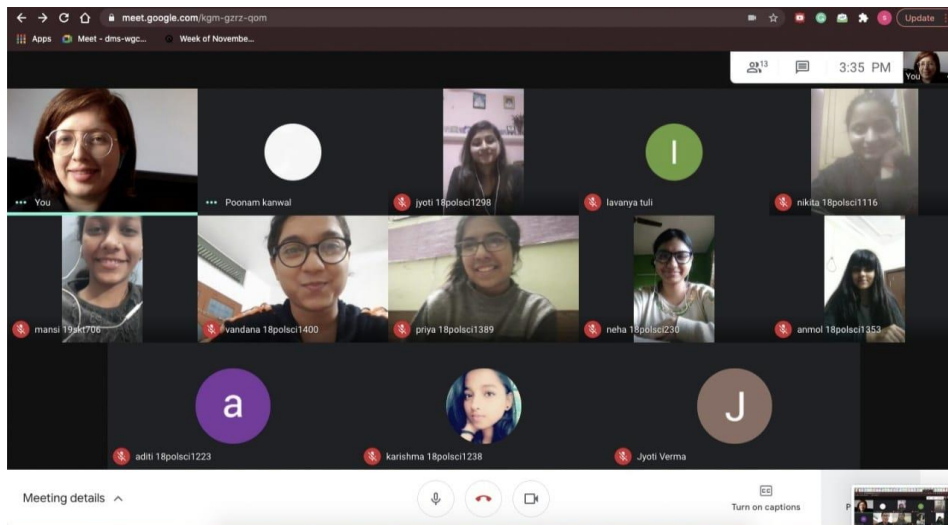 meet.google.com/kgm-gzrz-qom
S
Update
Apps
Meet - dms-wgc...
Week of Novembe...
13
3:35 PM
You
You
Poonam kanwal
jyoti 18polsci1298
l
lavanya tuli
nikita 18polsci1116
mansi 19skt706
vandana 18polsci1400
priya 18polsci1389
neha 18polsci230
anmol 18polsci1353
a
aditi 18polsci1223
karishma 18polsci1238
J
Jyoti Verma
Meeting details
CC
Turn on captions
P